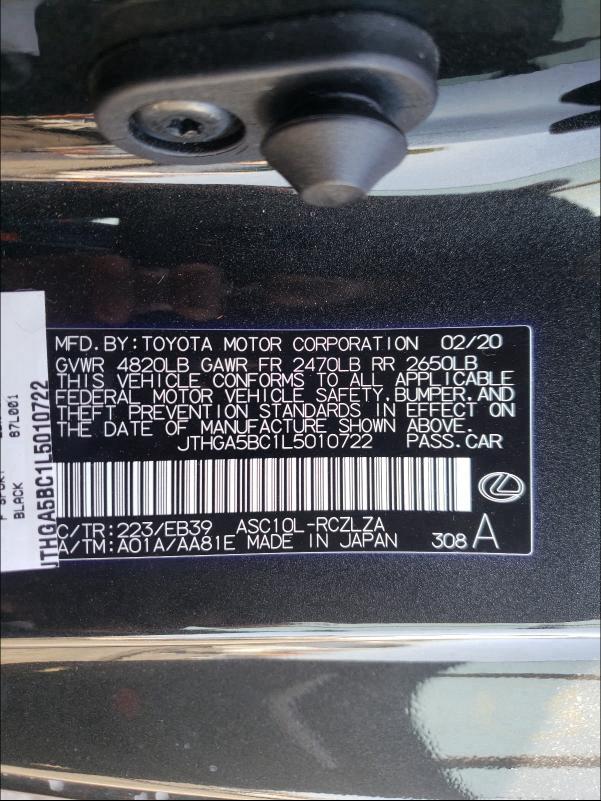 MFD.BY:TOYOTA MOTOR CORPORATION 02/20
GVWR 4820LB GAWR FR 2470LB RR 2650LB
THIS VEHICLE CONFORMS TO ALL APPLICABLE
FEDERAL MOTOR VEHICLE SAFETY,BUMPER,AND
THEFT PREVENTION STANDARDS IN EFFECT ON
THE DATE OF MANUFACTURE SHOWN ABOVE.
JTHGA5BC1L5010722 PASS.CAR
C/TR:223/EB39 ASC10L-RCZLZA
A/TM:A01A/AA81E MADE IN JAPAN 308 A
87L001
BLACK
JTHGA5BC1L5010722